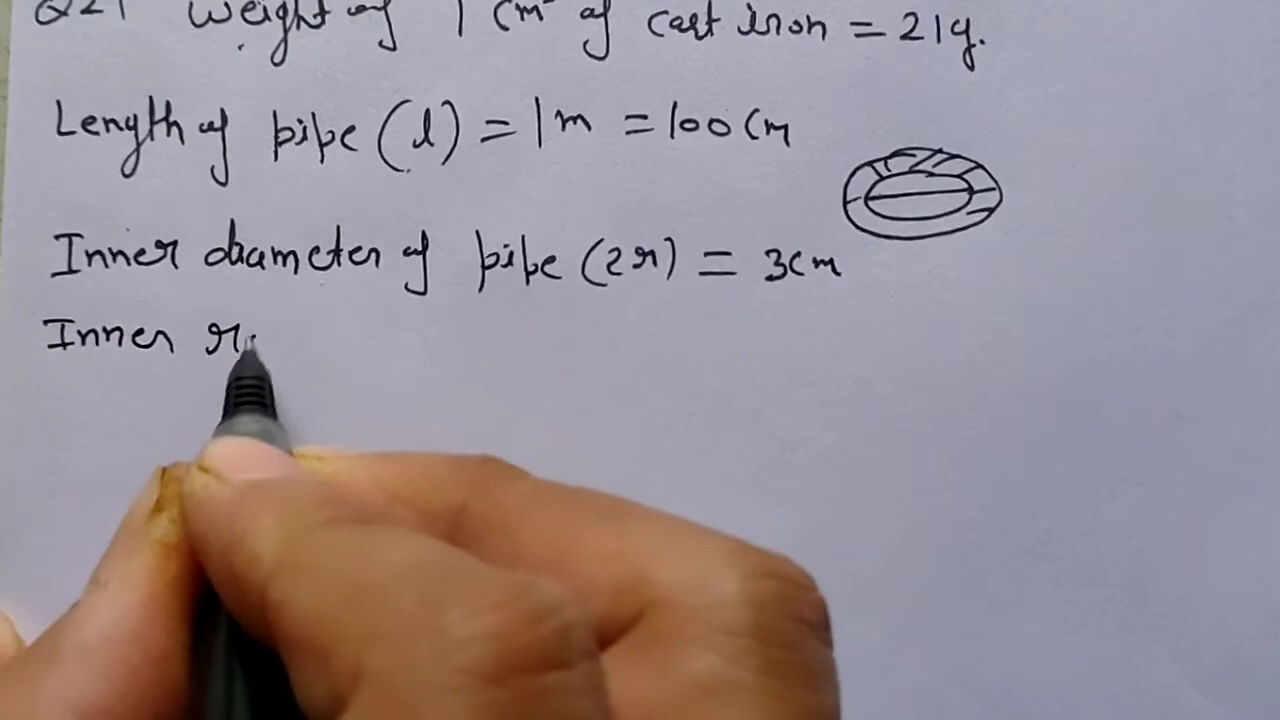 Q21 Weight of 1 cm³ of cast iron = 21g.
Length of pipe (l) = 1m = 100 cm
Inner diameter of pipe (2r) = 3cm
Inner r